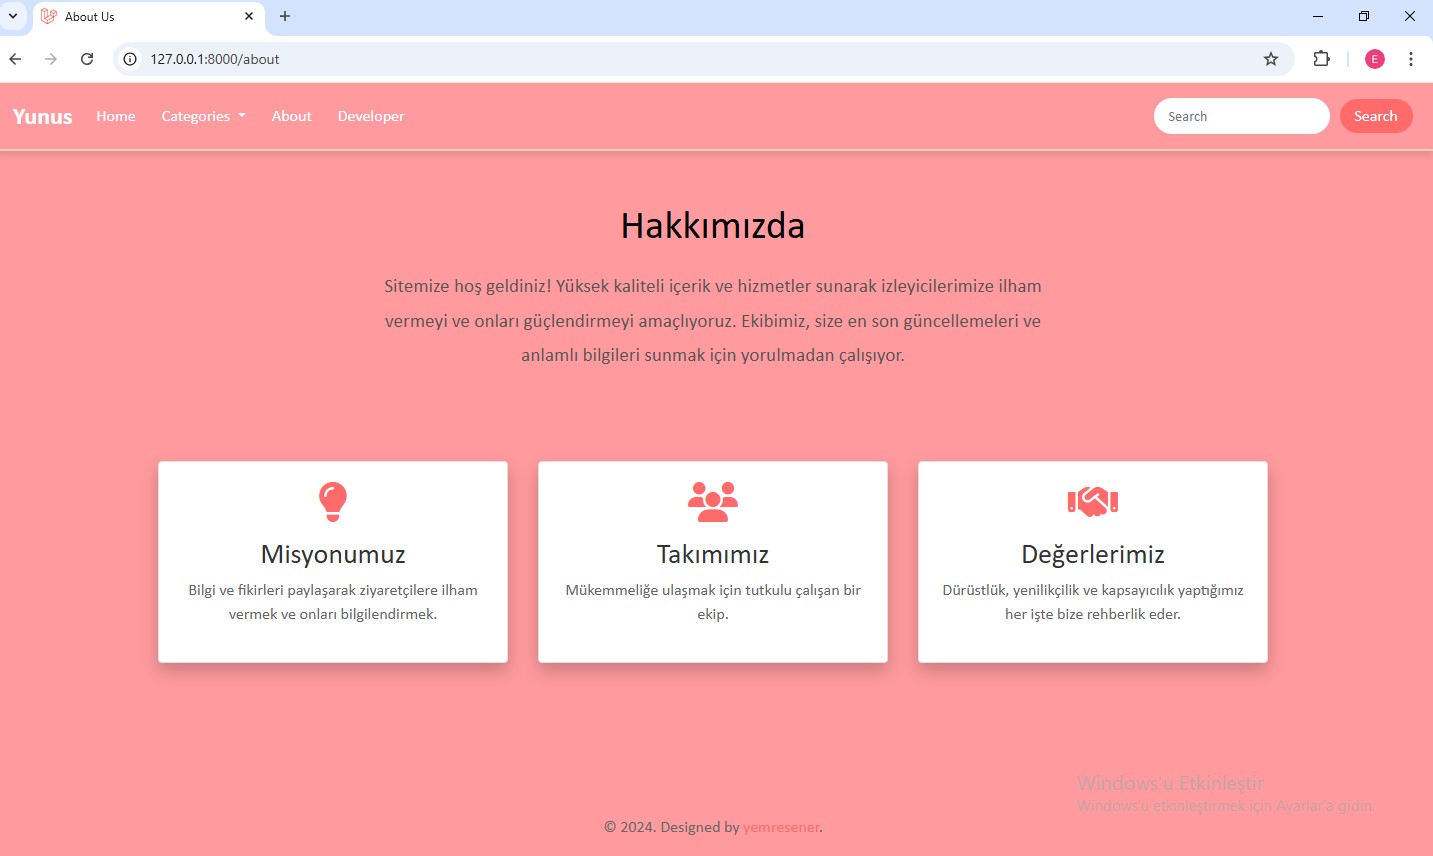 About Us
127.0.0.1:8000/about
E
Yunus Home Categories About Developer Search Search
Hakkımızda
Sitemize hoş geldiniz! Yüksek kaliteli içerik ve hizmetler sunarak izleyicilerimize ilham
vermeyi ve onları güçlendirmeyi amaçlıyoruz. Ekibimiz, size en son güncellemeleri ve
anlamlı bilgileri sunmak için yorulmadan çalışıyor.
Misyonumuz
Bilgi ve fikirleri paylaşarak ziyaretçilere ilham
vermek ve onları bilgilendirmek.
Takımımız
Mükemmeliğe ulaşmak için tutkulu çalışan bir
ekip.
Değerlerimiz
Dürüstlük, yenilikçilik ve kapsayıcılık yaptığımız
her işte bize rehberlik eder.
Windows'u Etkinleştir
Windows'u etkinleştirmek için Ayarlar'a gidin.
© 2024. Designed by yemresener.